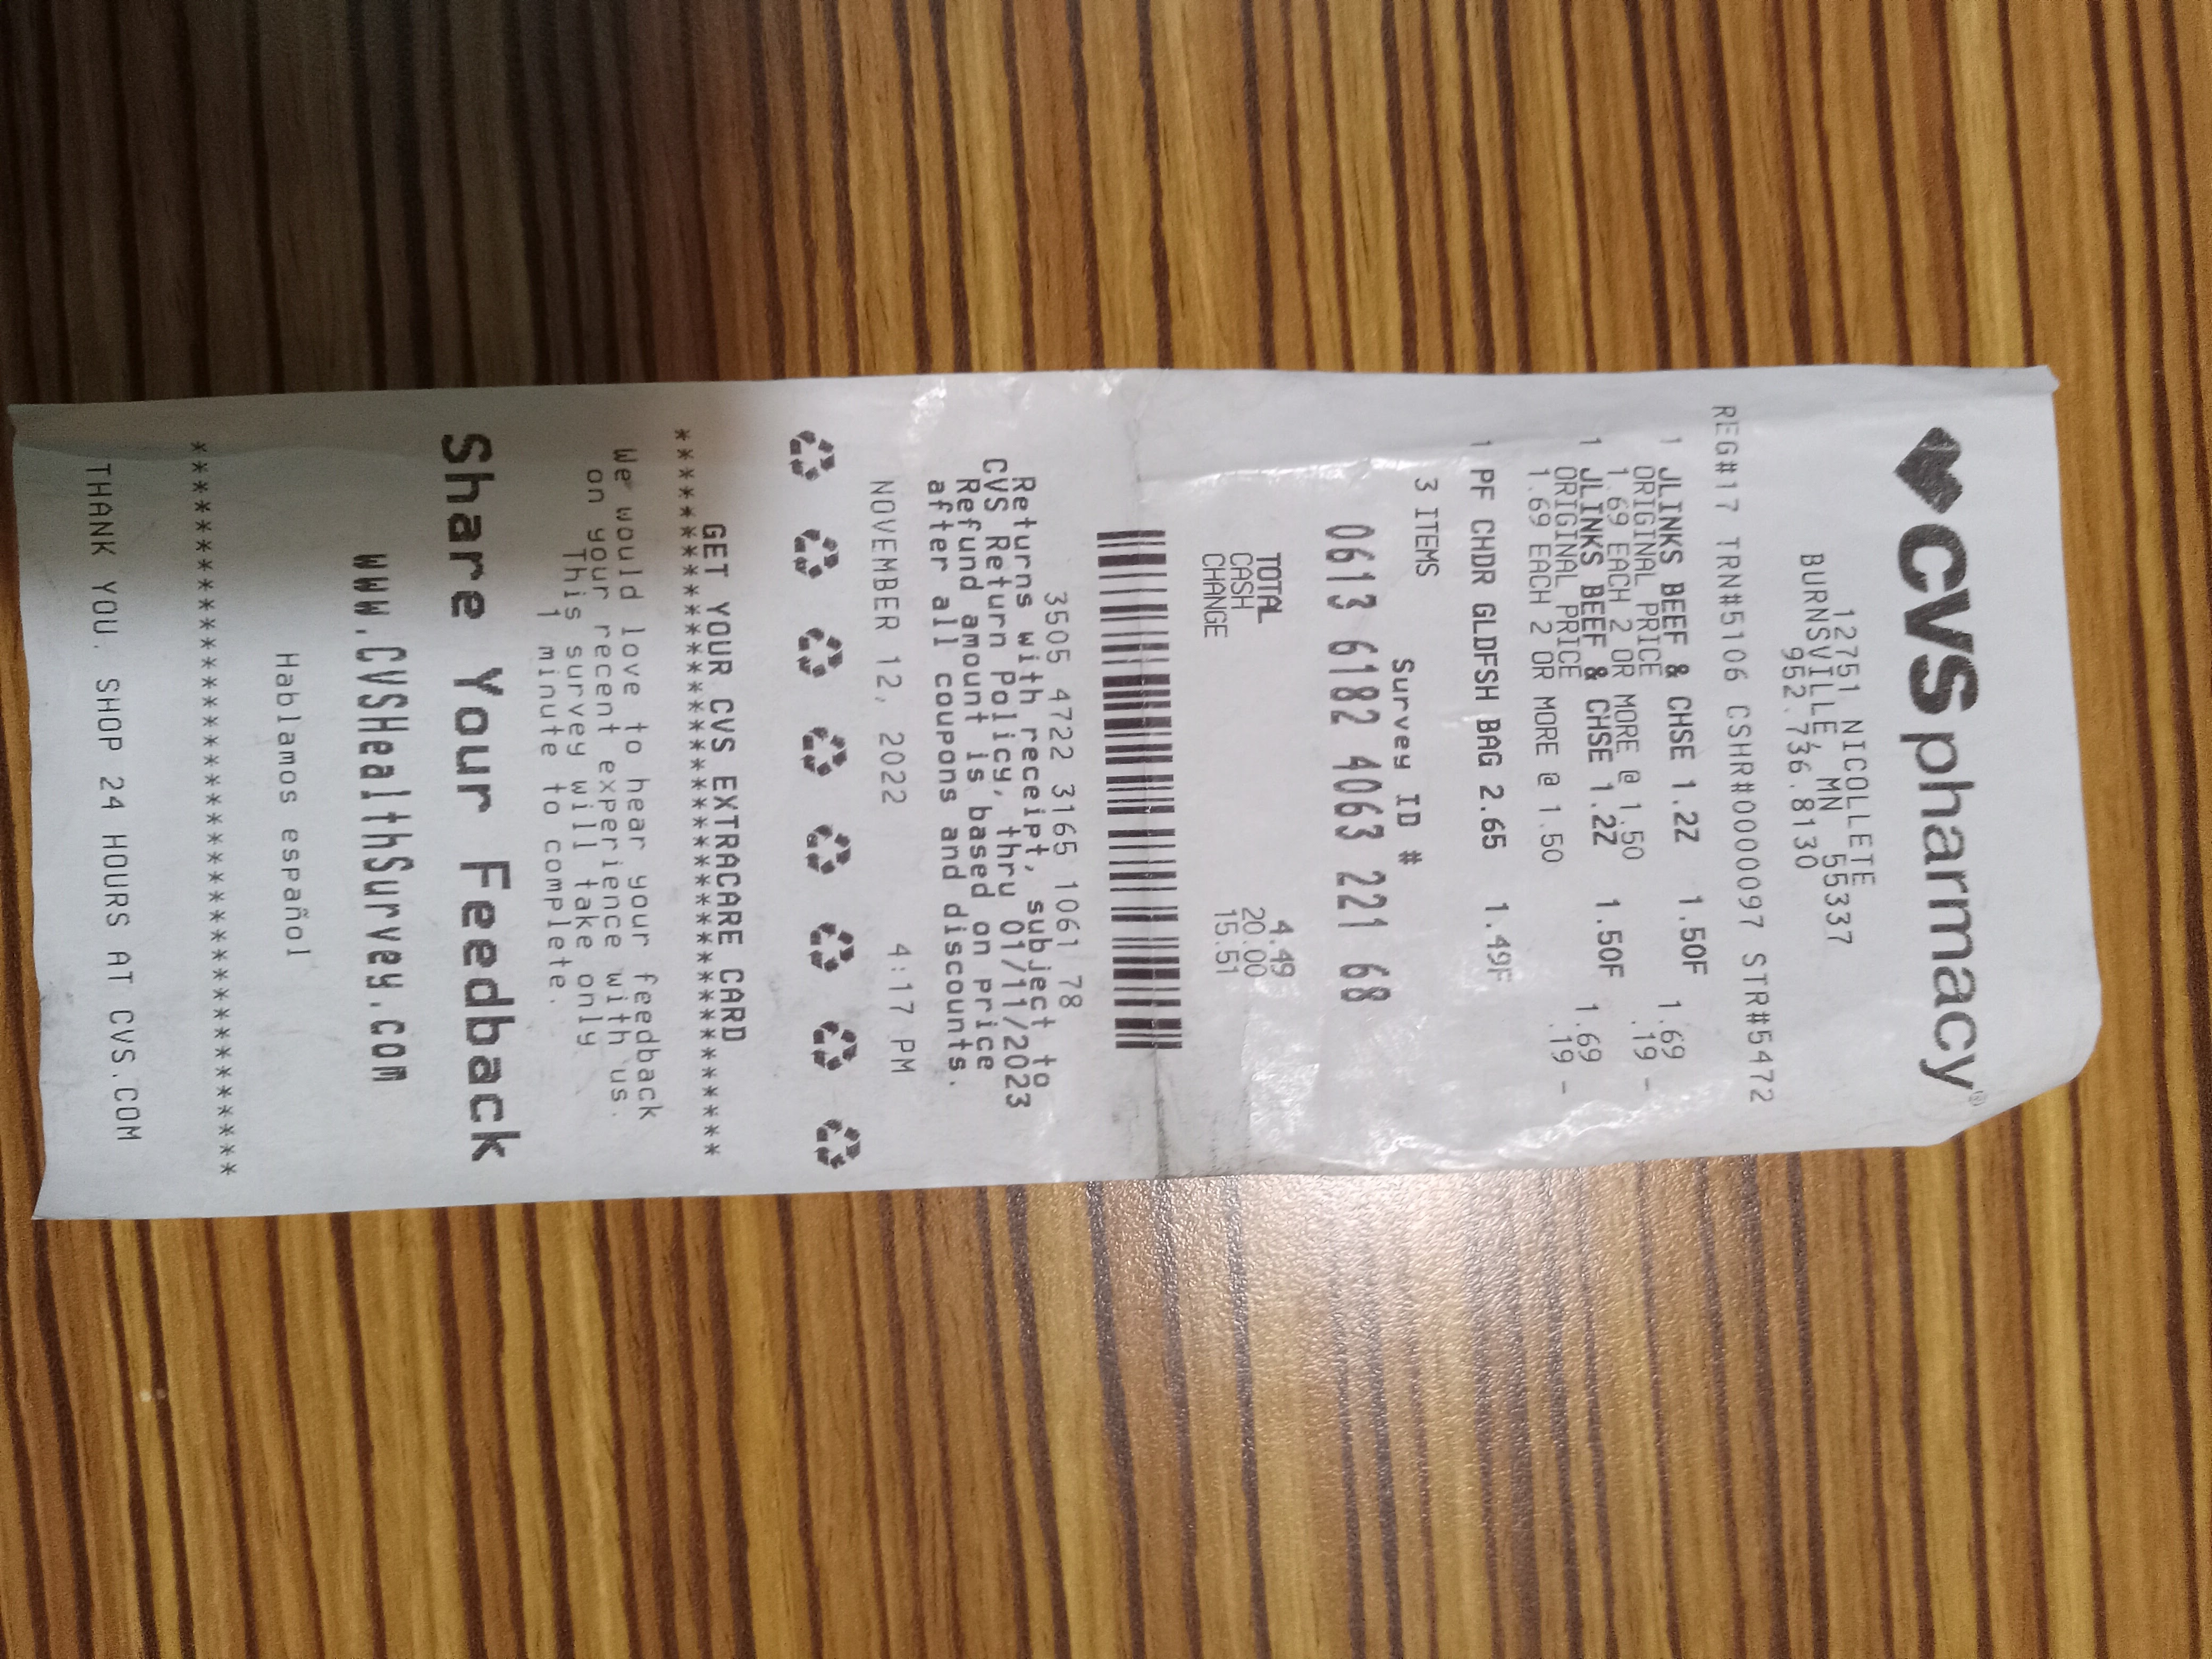 CVS pharmacy®
12751 NICOLLETE
BURNSVILLE, MN 55337
952.736.8130
REG#17 TRN#5106 CSHR#0000097 STR#5472
1 JLINKS BEEF & CHSE 1.2Z 1.50F
ORIGINAL PRICE 1.69
1.69 EACH 2 OR MORE @ 1.50 .19 -
1 JLINKS BEEF & CHSE 1.2Z 1.50F
ORIGINAL PRICE 1.69
1.69 EACH 2 OR MORE @ 1.50 .19 -
1 PF CHDR GLDFSH BAG 2.65 1.49F
3 ITEMS
Survey ID #
0613 6182 4063 221 68
TOTAL 4.49
CASH 20.00
CHANGE 15.51
3505 4722 3165 1061 78
Returns with receipt, subject to
CVS Return Policy, thru 01/11/2023
Refund amount is based on price
after all coupons and discounts.
NOVEMBER 12, 2022 4:17 PM
GET YOUR CVS EXTRACARE CARD
**********************************
We would love to hear your feedback
on your recent experience with us.
This survey will take only
1 minute to complete.
Share Your Feedback
www.CVSHealthSurvey.com
Hablamos español
**********************************
THANK YOU. SHOP 24 HOURS AT CVS.COM